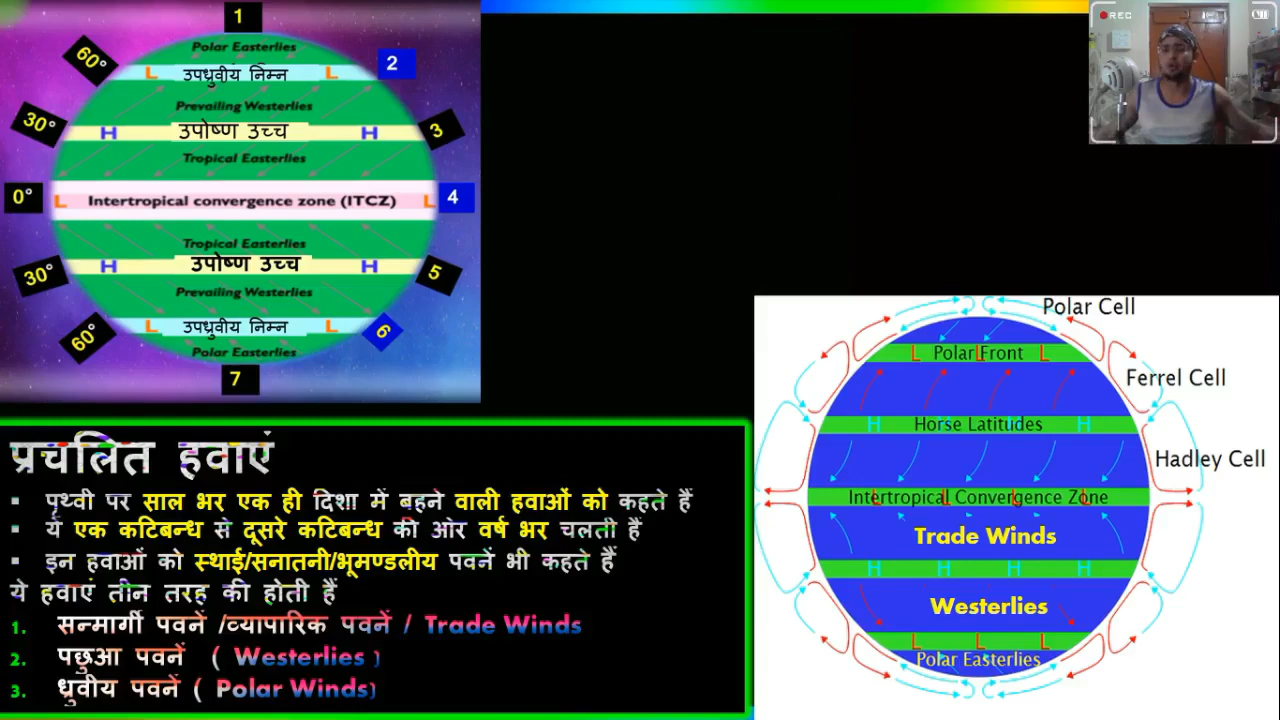 1
Polar Easterlies
60°
L उपध्रुवीय निम्न L
2
Prevailing Westerlies
30°
H उपोष्ण उच्च H
3
Tropical Easterlies
0°
L Intertropical convergence zone (ITCZ) L
4
Tropical Easterlies
30°
H उपोष्ण उच्च H
5
Prevailing Westerlies
60°
L उपध्रुवीय निम्न L
6
Polar Easterlies
7
REC
Polar Cell
L Polar Front L L
Ferrel Cell
H Horse Latitudes H H H
Hadley Cell
L Intertropical Convergence Zone L L L
Trade Winds
H H H H
Westerlies
L L L
Polar Easterlies
प्रचलित हवाएं
▪ पृथ्वी पर साल भर एक ही दिशा में बहने वाली हवाओं को कहते हैं
▪ ये एक कटिबन्ध से दूसरे कटिबन्ध की ओर वर्ष भर चलती हैं
▪ इन हवाओं को स्थाई/सनातनी/भूमण्डलीय पवनें भी कहते हैं
ये हवाएं तीन तरह की होती हैं
1. सन्मार्गी पवनें /व्यापारिक पवनें / Trade Winds
2. पछुआ पवनें ( Westerlies )
3. ध्रुवीय पवनें ( Polar Winds)